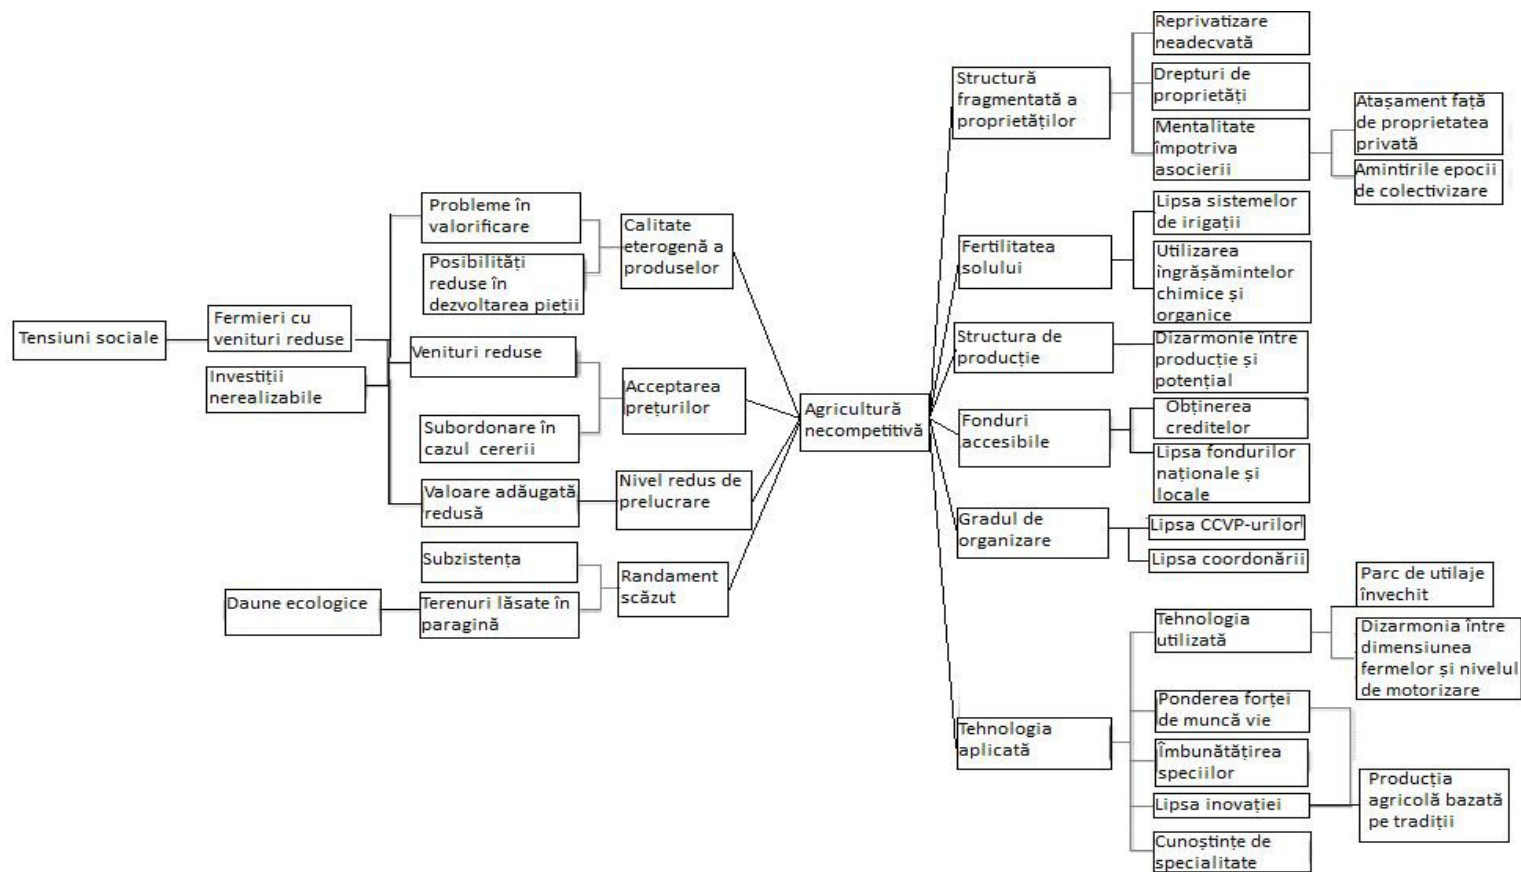 Tensiuni sociale
Fermieri cu
venituri reduse
Investiții
nerealizabile
Daune ecologice
Probleme în
valorificare
Posibilități
reduse în
dezvoltarea pieții
Venituri reduse
Subordonare în
cazul cererii
Valoare adăugată
redusă
Subzistența
Terenuri lăsate în
paragină
Calitate
eterogenă a
produselor
Acceptarea
prețurilor
Nivel redus de
prelucrare
Randament
scăzut
Agricultură
necompetitivă
Structură
fragmentată a
proprietăților
Fertilitatea
solului
Structura de
producție
Fonduri
accesibile
Gradul de
organizare
Tehnologia
aplicată
Reprivatizare
neadecvată
Drepturi de
proprietăți
Mentalitate
împotriva
asocierii
Lipsa sistemelor
de irigații
Utilizarea
îngrășămintelor
chimice și
organice
Dizarmonie între
producție și
potențial
Obținerea
creditelor
Lipsa fondurilor
naționale și
locale
Lipsa CCVP-urilor
Lipsa coordonării
Tehnologia
utilizată
Ponderea forței
de muncă vie
Îmbunătățirea
speciilor
Lipsa inovației
Cunoștințe de
specialitate
Atașament față
de proprietatea
privată
Amintirile epocii
de colectivizare
Parc de utilaje
învechit
Dizarmonia între
dimensiunea
fermelor și nivelul
de motorizare
Producția
agricolă bazată
pe tradiții